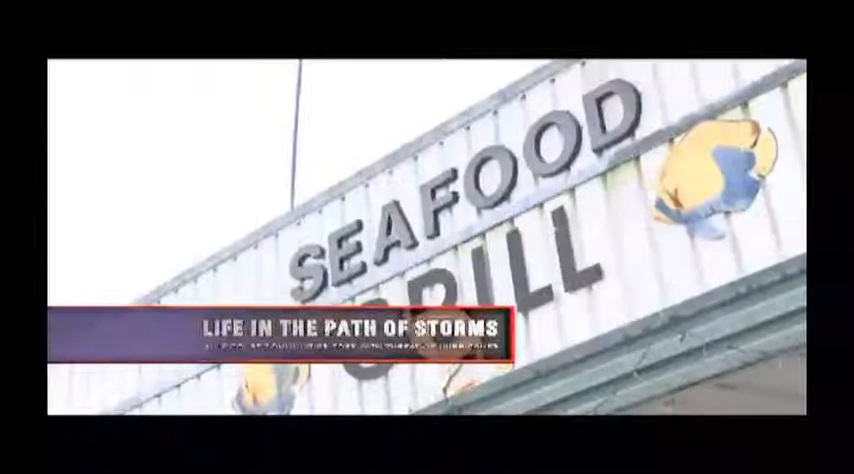 SEAFOOD
GRILL
LIFE IN THE PATH OF STORMS